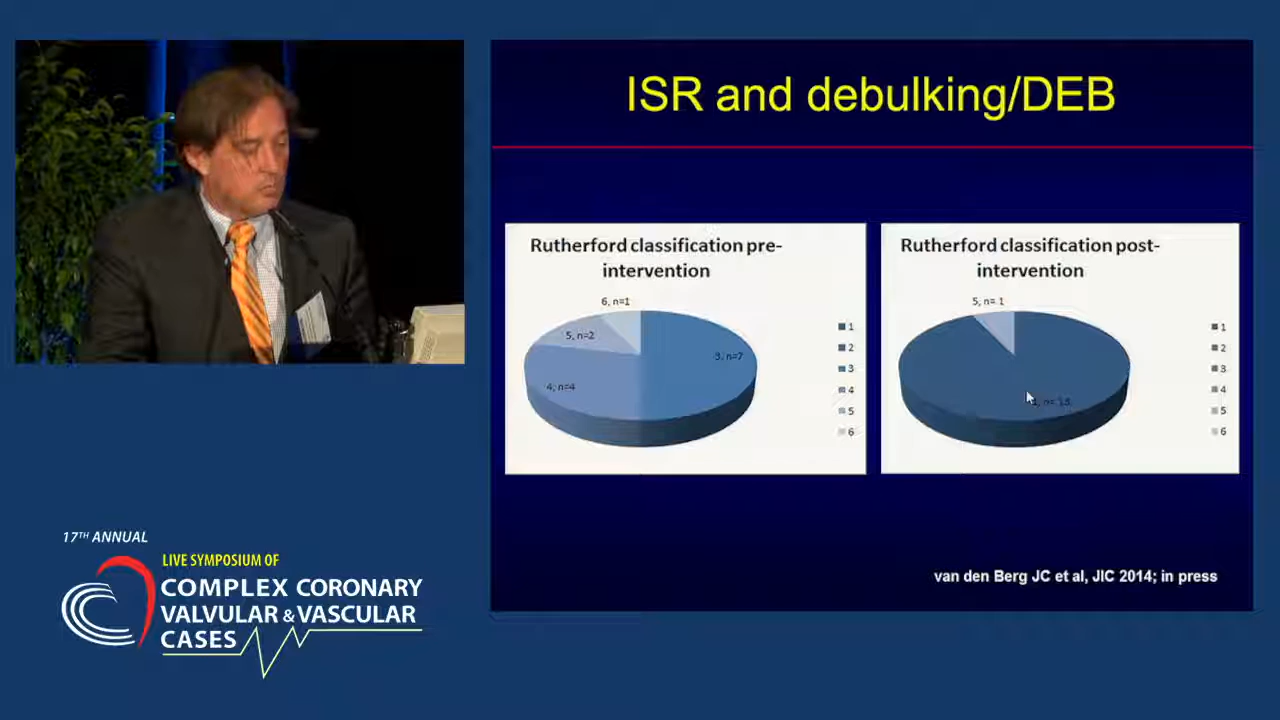 ISR and debulking/DEB
Rutherford classification pre-
intervention
6, n=1
5, n=2
3, n=7
4, n=4
1
2
3
4
5
6
Rutherford classification post-
intervention
5, n= 1
n= 13
1
2
3
4
5
6
van den Berg JC et al, JIC 2014; in press
17TH ANNUAL
LIVE SYMPOSIUM OF
COMPLEX CORONARY
VALVULAR & VASCULAR
CASES